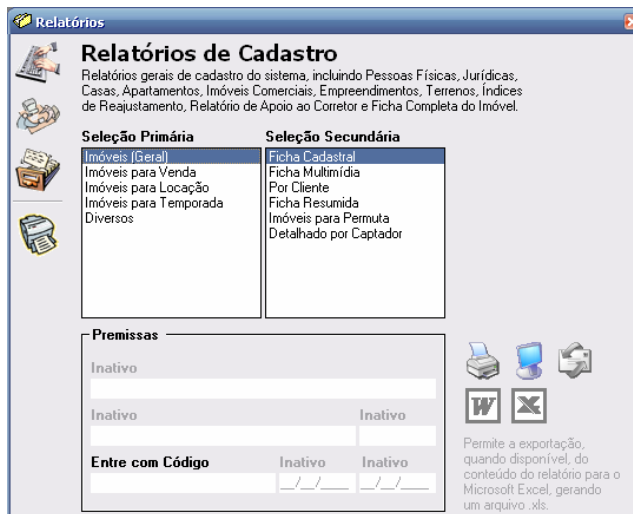 Relatórios
Relatórios de Cadastro
Relatórios gerais de cadastro do sistema, incluindo Pessoas Físicas, Jurídicas,
Casas, Apartamentos, Imóveis Comerciais, Empreendimentos, Terrenos, Índices
de Reajustamento, Relatório de Apoio ao Corretor e Ficha Completa do Imóvel.
Seleção Primária
Imóveis (Geral)
Imóveis para Venda
Imóveis para Locação
Imóveis para Temporada
Diversos
Seleção Secundária
Ficha Cadastral
Ficha Multimídia
Por Cliente
Ficha Resumida
Imóveis para Permuta
Detalhado por Captador
Premissas
Inativo
Inativo Inativo
Entre com Código Inativo Inativo
__/__/____ __/__/____
W X
Permite a exportação,
quando disponível, do
conteúdo do relatório para o
Microsoft Excel, gerando
um arquivo .xls.